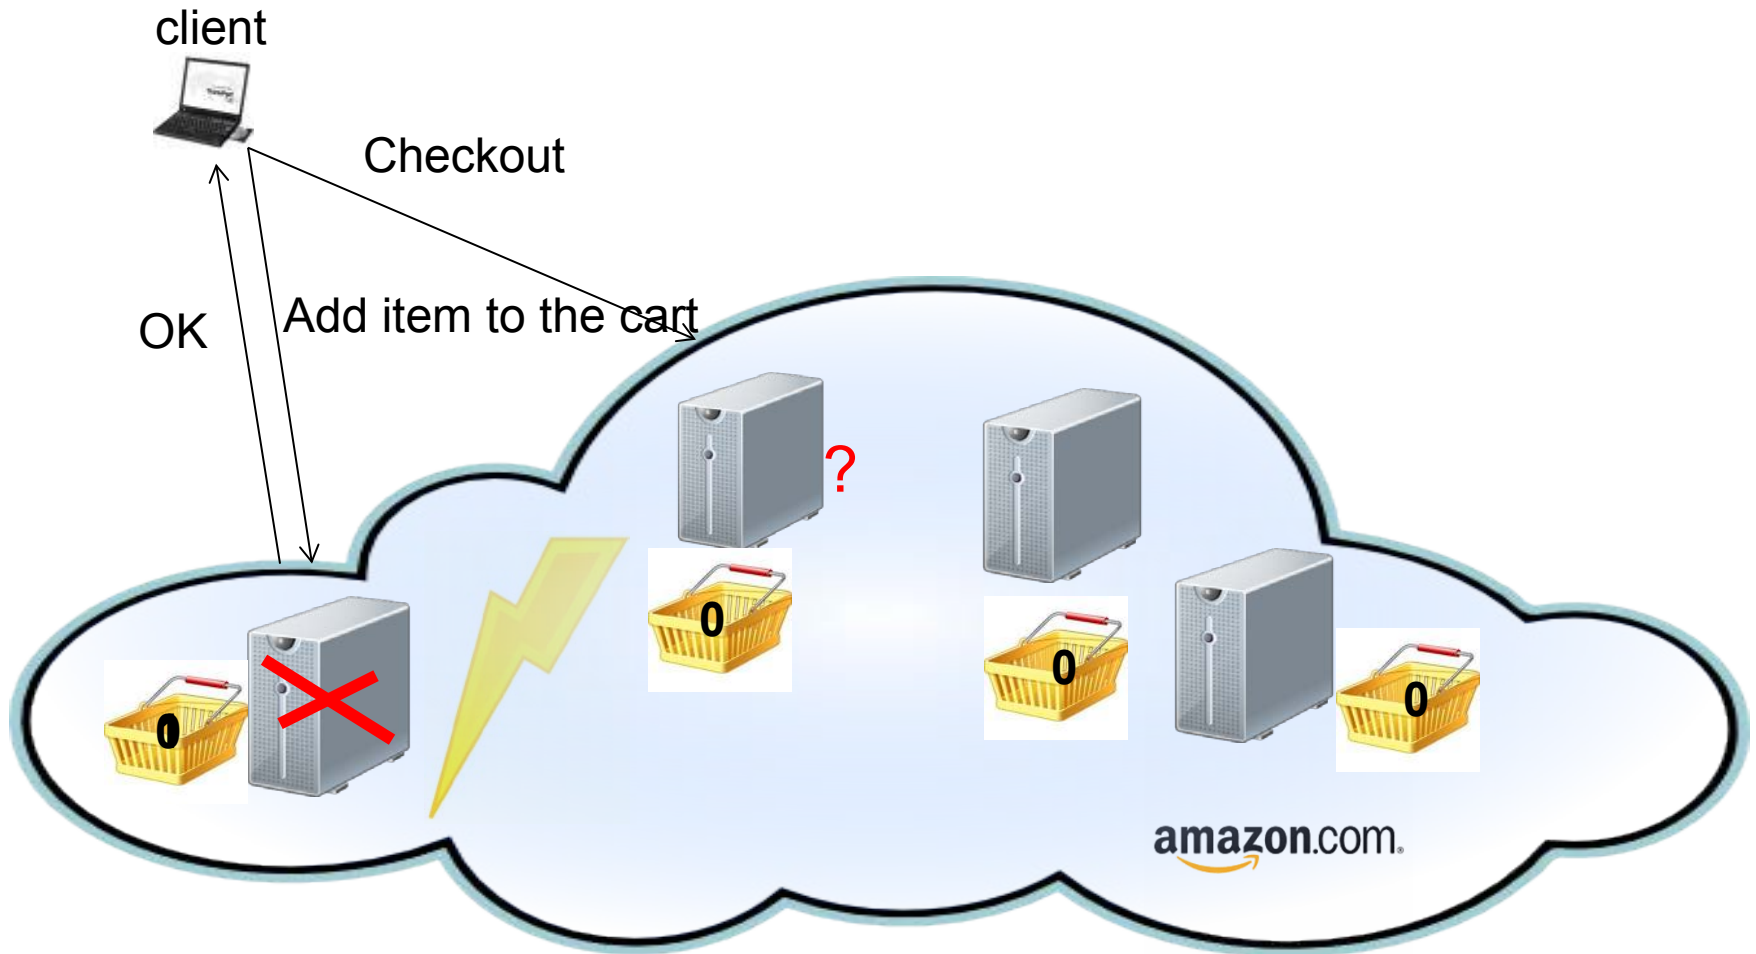 client
Checkout
Add item to the cart
OK
?
0
0
0
0
amazon.com.